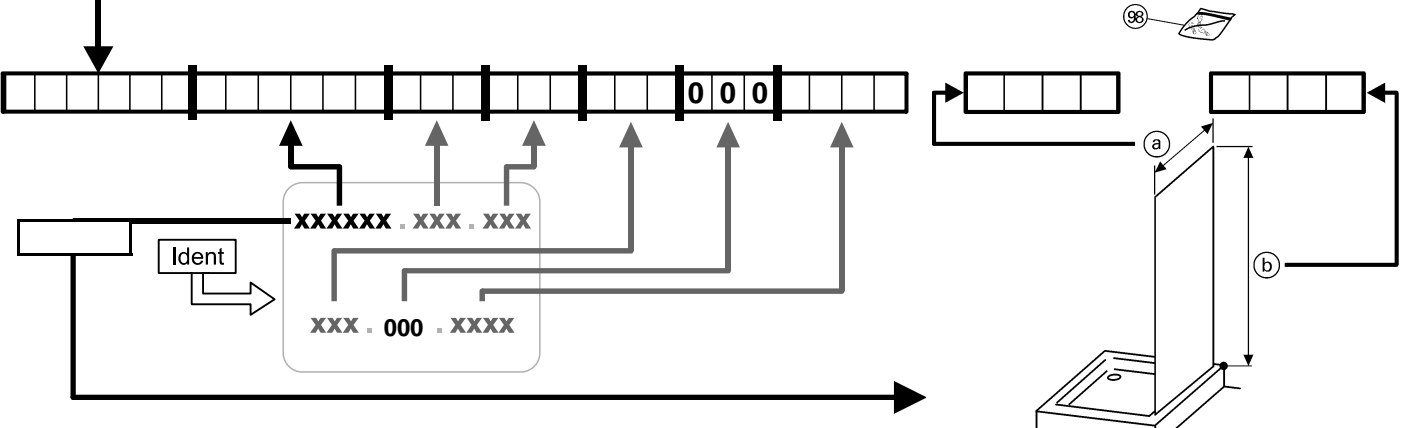 98
0 0 0
a
xxxxxx . xxx . xxx
Ident
b
xxx . 000 . xxxx